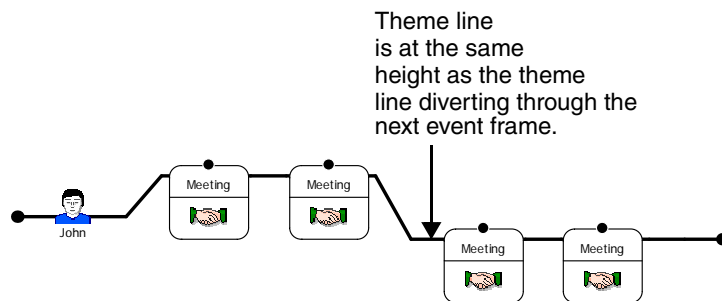 Theme line
is at the same
height as the theme
line diverting through the
next event frame.
Meeting
Meeting
John
Meeting
Meeting